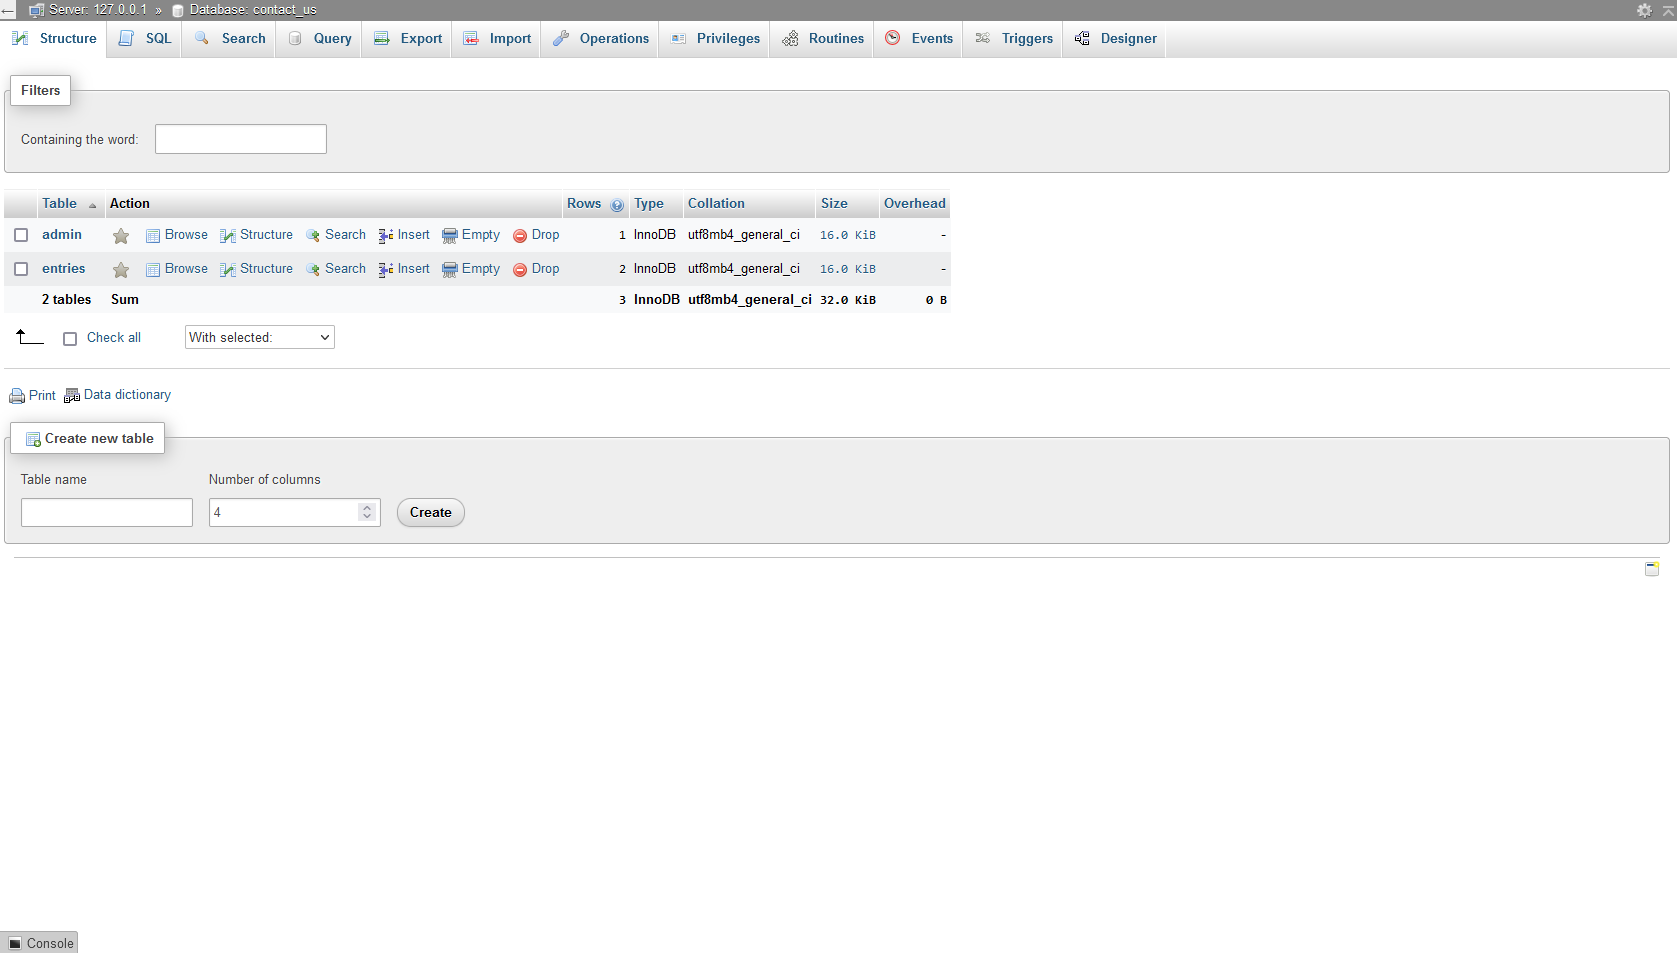 Server: 127.0.0.1 » Database: contact_us
Structure SQL Search Query Export Import Operations Privileges Routines Events Triggers Designer
Filters
Containing the word:
Table Action Rows Type Collation Size Overhead
admin Browse Structure Search Insert Empty Drop 1 InnoDB utf8mb4_general_ci 16.0 KiB -
entries Browse Structure Search Insert Empty Drop 2 InnoDB utf8mb4_general_ci 16.0 KiB -
2 tables Sum 3 InnoDB utf8mb4_general_ci 32.0 KiB 0 B
Check all With selected:
Print Data dictionary
Create new table
Table name Number of columns
4 Create
Console